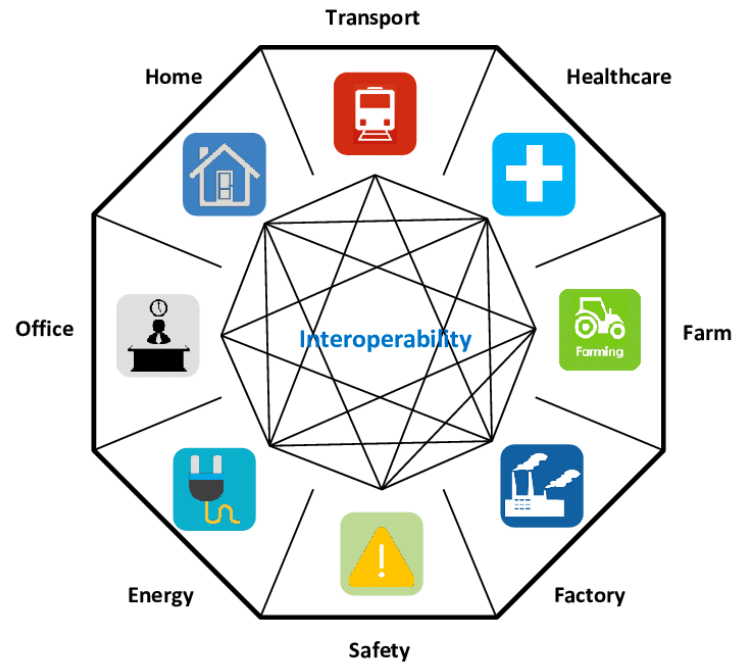 Transport
Home
Healthcare
Office
Interoperability
Farming
Farm
Energy
Factory
Safety